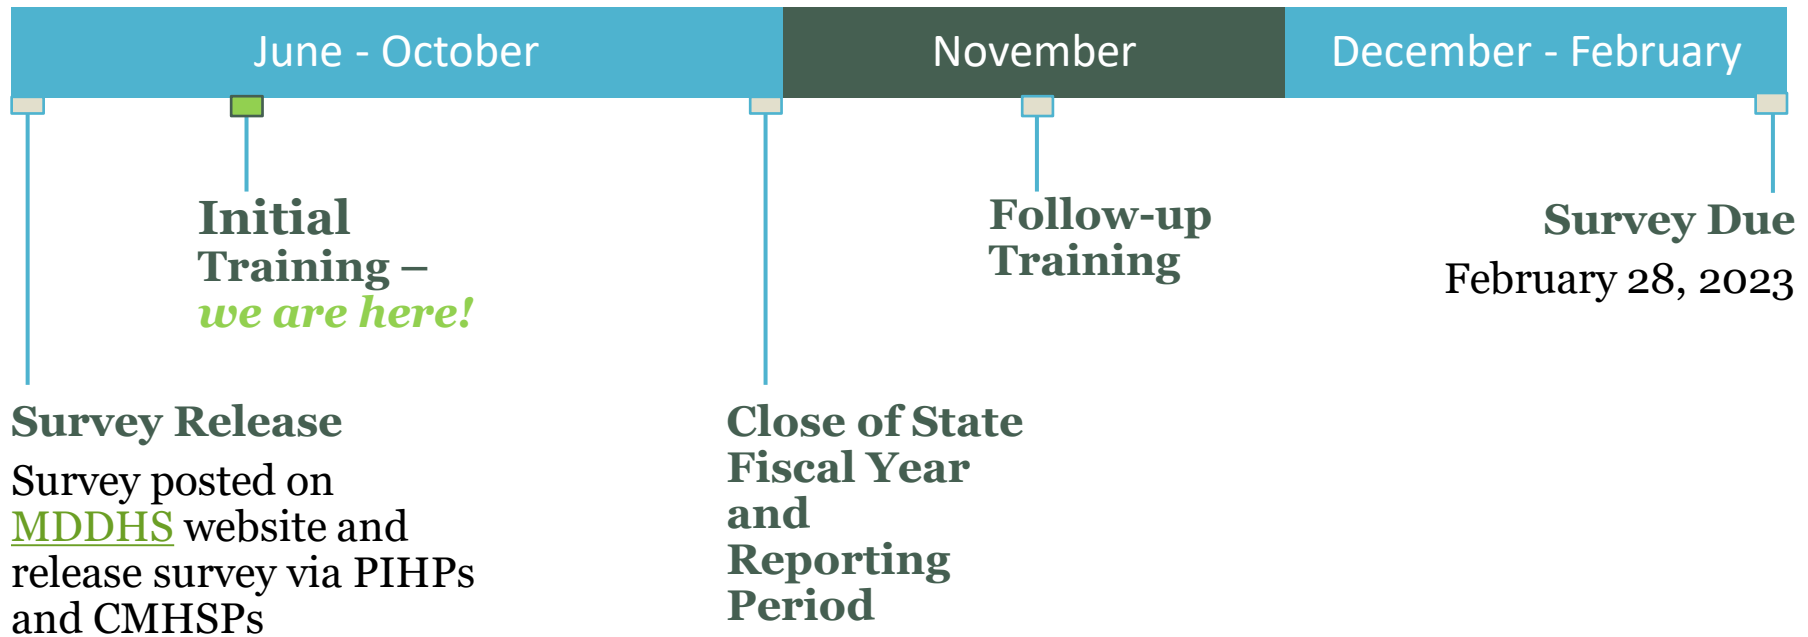 June - October
November
December - February
Initial
Training –
we are here!
Follow-up
Training
Survey Due
February 28, 2023
Survey Release
Survey posted on
MDDHS website and
release survey via PIHPs
and CMHSPs
Close of State
Fiscal Year
and
Reporting
Period